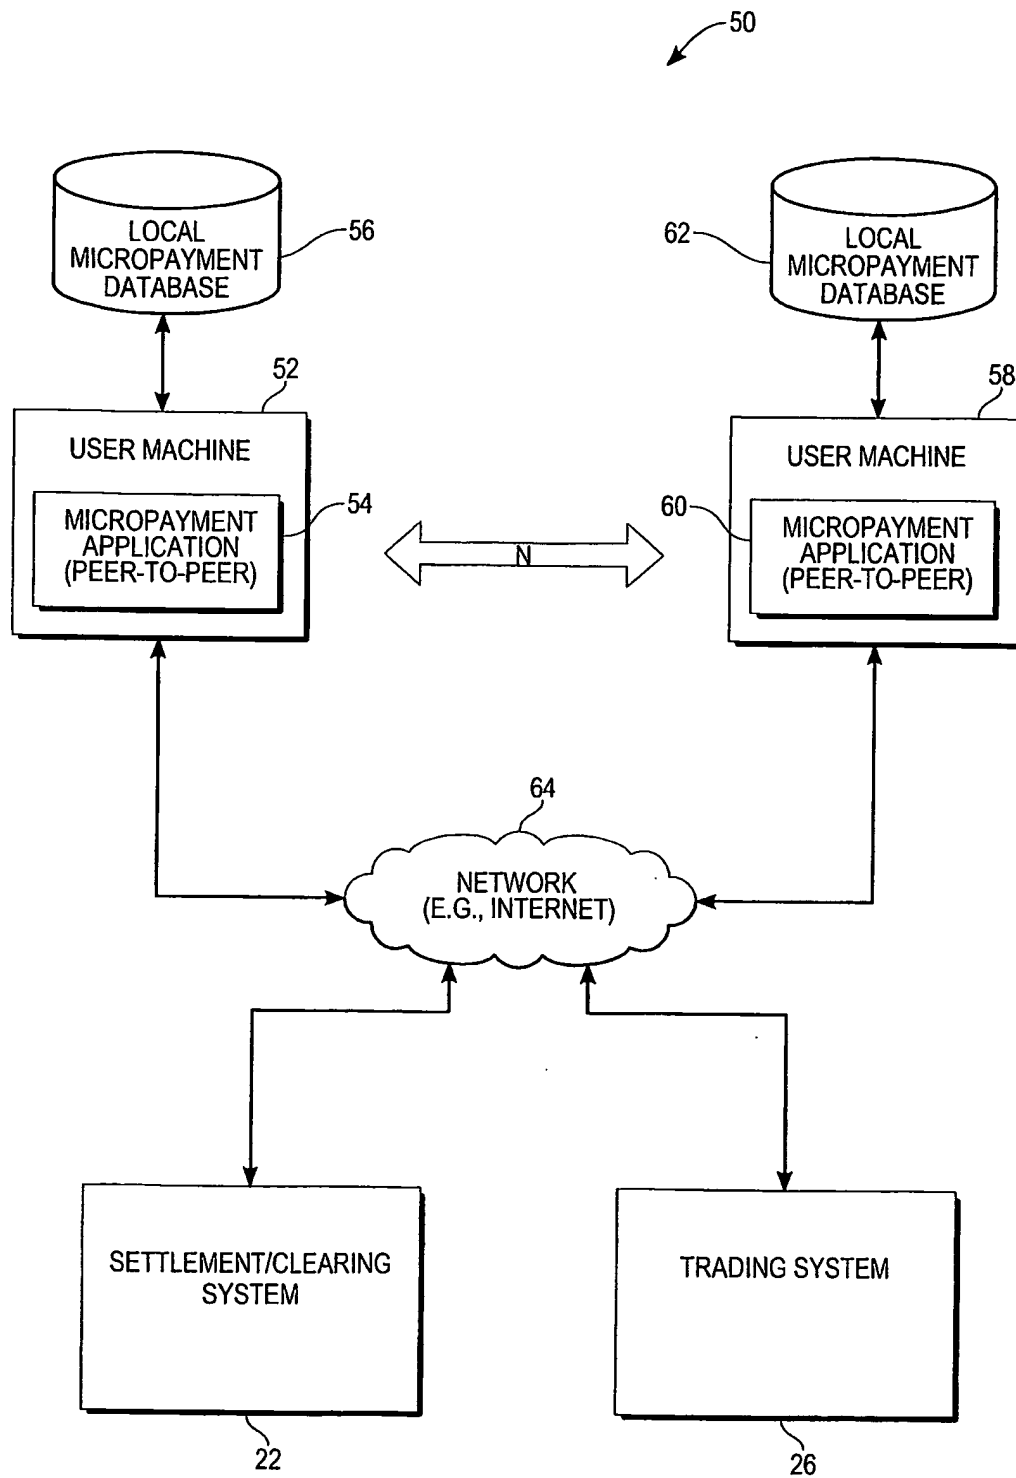 50
LOCAL
MICROPAYMENT
DATABASE
56
62
LOCAL
MICROPAYMENT
DATABASE
52
USER MACHINE
54
MICROPAYMENT
APPLICATION
(PEER-TO-PEER)
N
58
USER MACHINE
60
MICROPAYMENT
APPLICATION
(PEER-TO-PEER)
64
NETWORK
(E.G., INTERNET)
SETTLEMENT/CLEARING
SYSTEM
22
TRADING SYSTEM
26